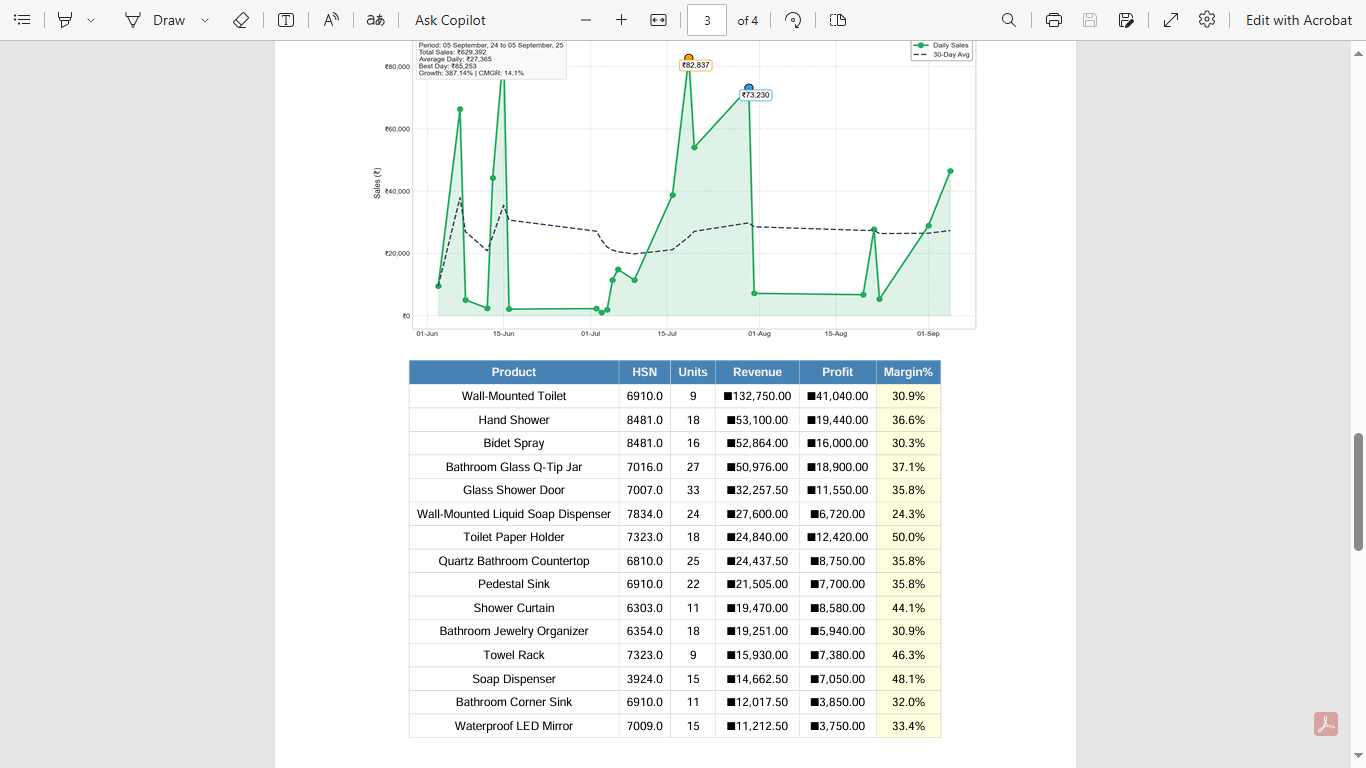 Draw
Ask Copilot
3
of 4
Edit with Acrobat
Period: 05 September, 24 to 05 September, 25
Total Sales: ₹629,392
Average Daily: ₹27,365
Best Day: ₹85,253
Growth: 387.14% | CMGR: 14.1%
Daily Sales
30-Day Avg
₹82,837
₹73,230
Sales (₹)
₹80,000
₹60,000
₹40,000
₹20,000
₹0
01-Jun 15-Jun 01-Jul 15-Jul 01-Aug 15-Aug 01-Sep
Product HSN Units Revenue Profit Margin%
Wall-Mounted Toilet 6910.0 9 ■132,750.00 ■41,040.00 30.9%
Hand Shower 8481.0 18 ■53,100.00 ■19,440.00 36.6%
Bidet Spray 8481.0 16 ■52,864.00 ■16,000.00 30.3%
Bathroom Glass Q-Tip Jar 7016.0 27 ■50,976.00 ■18,900.00 37.1%
Glass Shower Door 7007.0 33 ■32,257.50 ■11,550.00 35.8%
Wall-Mounted Liquid Soap Dispenser 7834.0 24 ■27,600.00 ■6,720.00 24.3%
Toilet Paper Holder 7323.0 18 ■24,840.00 ■12,420.00 50.0%
Quartz Bathroom Countertop 6810.0 25 ■24,437.50 ■8,750.00 35.8%
Pedestal Sink 6910.0 22 ■21,505.00 ■7,700.00 35.8%
Shower Curtain 6303.0 11 ■19,470.00 ■8,580.00 44.1%
Bathroom Jewelry Organizer 6354.0 18 ■19,251.00 ■5,940.00 30.9%
Towel Rack 7323.0 9 ■15,930.00 ■7,380.00 46.3%
Soap Dispenser 3924.0 15 ■14,662.50 ■7,050.00 48.1%
Bathroom Corner Sink 6910.0 11 ■12,017.50 ■3,850.00 32.0%
Waterproof LED Mirror 7009.0 15 ■11,212.50 ■3,750.00 33.4%